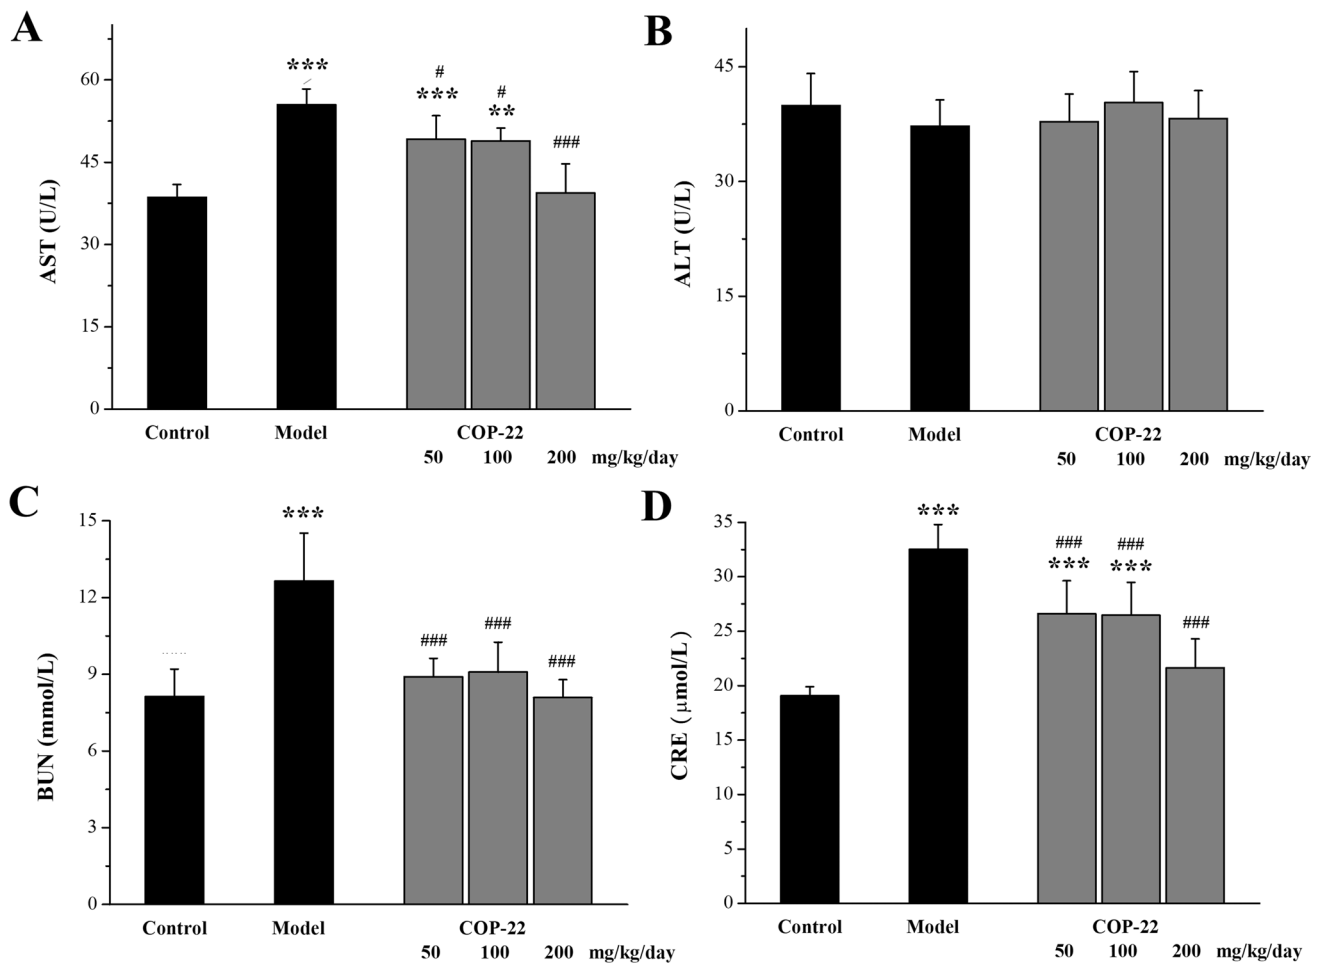 A
AST (U/L)
60
45
30
15
0
***
#
***
#
**
###
Control Model COP-22
50 100 200 mg/kg/day
B
ALT (U/L)
45
30
15
0
Control Model COP-22
50 100 200 mg/kg/day
C
BUN (mmol/L)
15
12
9
6
3
0
***
###
###
###
Control Model COP-22
50 100 200 mg/kg/day
D
CRE ( μmol/L )
35
30
25
20
15
10
5
0
***
###
***
###
***
###
Control Model COP-22
50 100 200 mg/kg/day